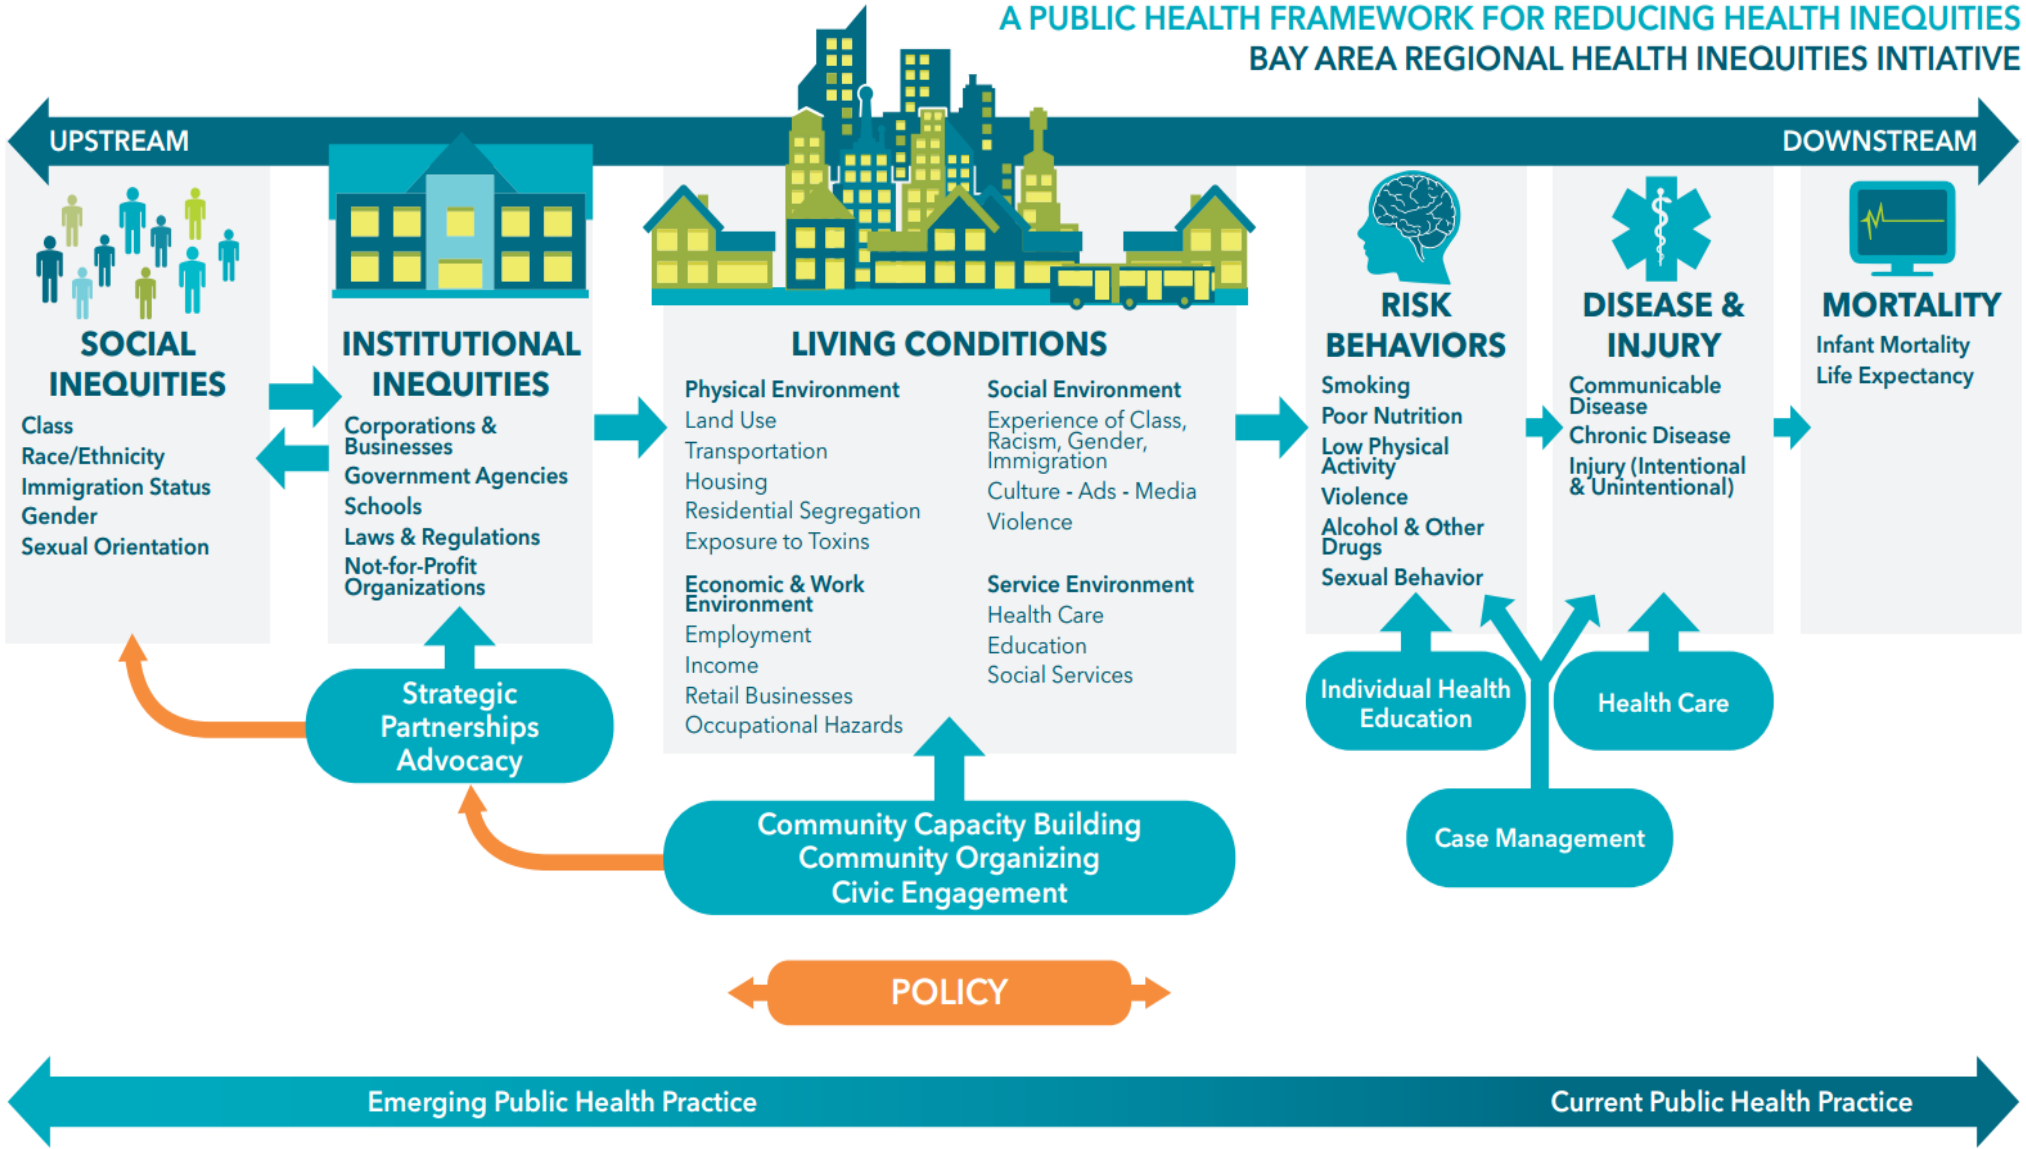 A PUBLIC HEALTH FRAMEWORK FOR REDUCING HEALTH INEQUITIES
BAY AREA REGIONAL HEALTH INEQUITIES INTIATIVE
UPSTREAM
DOWNSTREAM
SOCIAL
INEQUITIES
Class
Race/Ethnicity
Immigration Status
Gender
Sexual Orientation
INSTITUTIONAL
INEQUITIES
Corporations &
Businesses
Government Agencies
Schools
Laws & Regulations
Not-for-Profit
Organizations
LIVING CONDITIONS
Physical Environment
Land Use
Transportation
Housing
Residential Segregation
Exposure to Toxins
Economic & Work
Environment
Employment
Income
Retail Businesses
Occupational Hazards
Social Environment
Experience of Class,
Racism, Gender,
Immigration
Culture - Ads - Media
Violence
Service Environment
Health Care
Education
Social Services
RISK
BEHAVIORS
Smoking
Poor Nutrition
Low Physical
Activity
Violence
Alcohol & Other
Drugs
Sexual Behavior
DISEASE &
INJURY
Communicable
Disease
Chronic Disease
Injury (Intentional
& Unintentional)
MORTALITY
Infant Mortality
Life Expectancy
Strategic
Partnerships
Advocacy
Community Capacity Building
Community Organizing
Civic Engagement
Individual Health
Education
Health Care
Case Management
POLICY
Emerging Public Health Practice
Current Public Health Practice